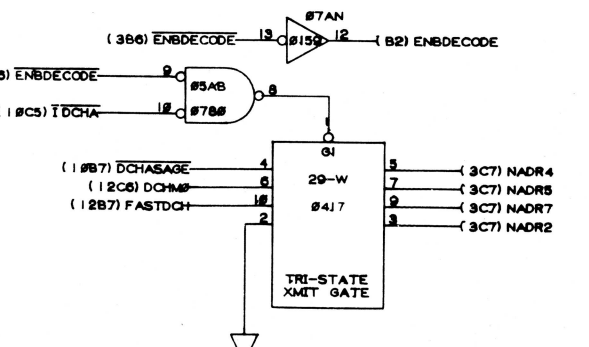 Ø7AN
( 3B6) ENBDECODE 13 Ø159 12 ( B2) ENBDECODE
) ENBDECODE 9
Ø5AB
8
( 1ØC5) IDCHA 1Ø Ø78Ø
1
G1
( 1ØB7) DCHASAGE 4 5 ( 3C7) NADR4
29-W
( 12C6) DCHMØ 6 7 ( 3C7) NADR5
( 12B7) FASTDCH 1Ø Ø417 9 ( 3C7) NADR7
2 3 ( 3C7) NADR2
TRI-STATE
XMIT GATE